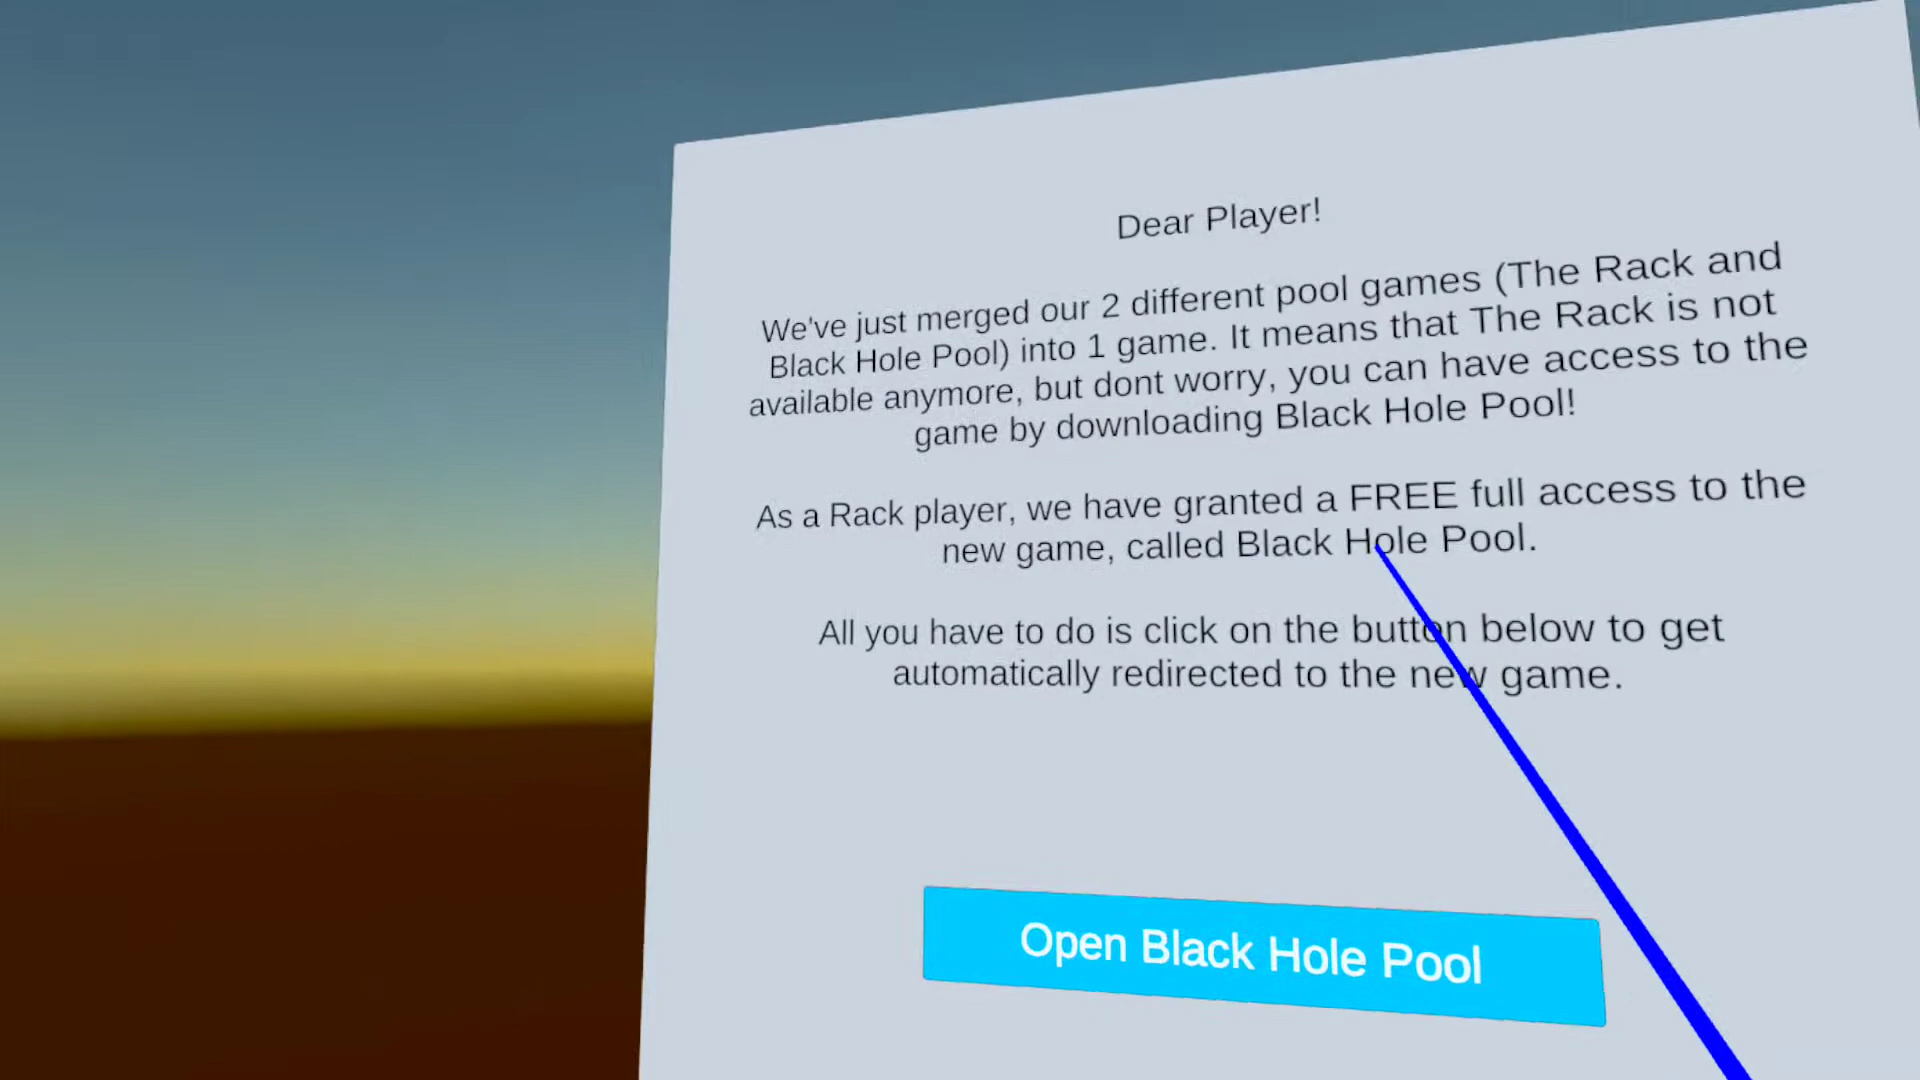 Dear Player!
We've just merged our 2 different pool games (The Rack and
Black Hole Pool) into 1 game. It means that The Rack is not
available anymore, but dont worry, you can have access to the
game by downloading Black Hole Pool!
As a Rack player, we have granted a FREE full access to the
new game, called Black Hole Pool.
All you have to do is click on the button below to get
automatically redirected to the new game.
Open Black Hole Pool